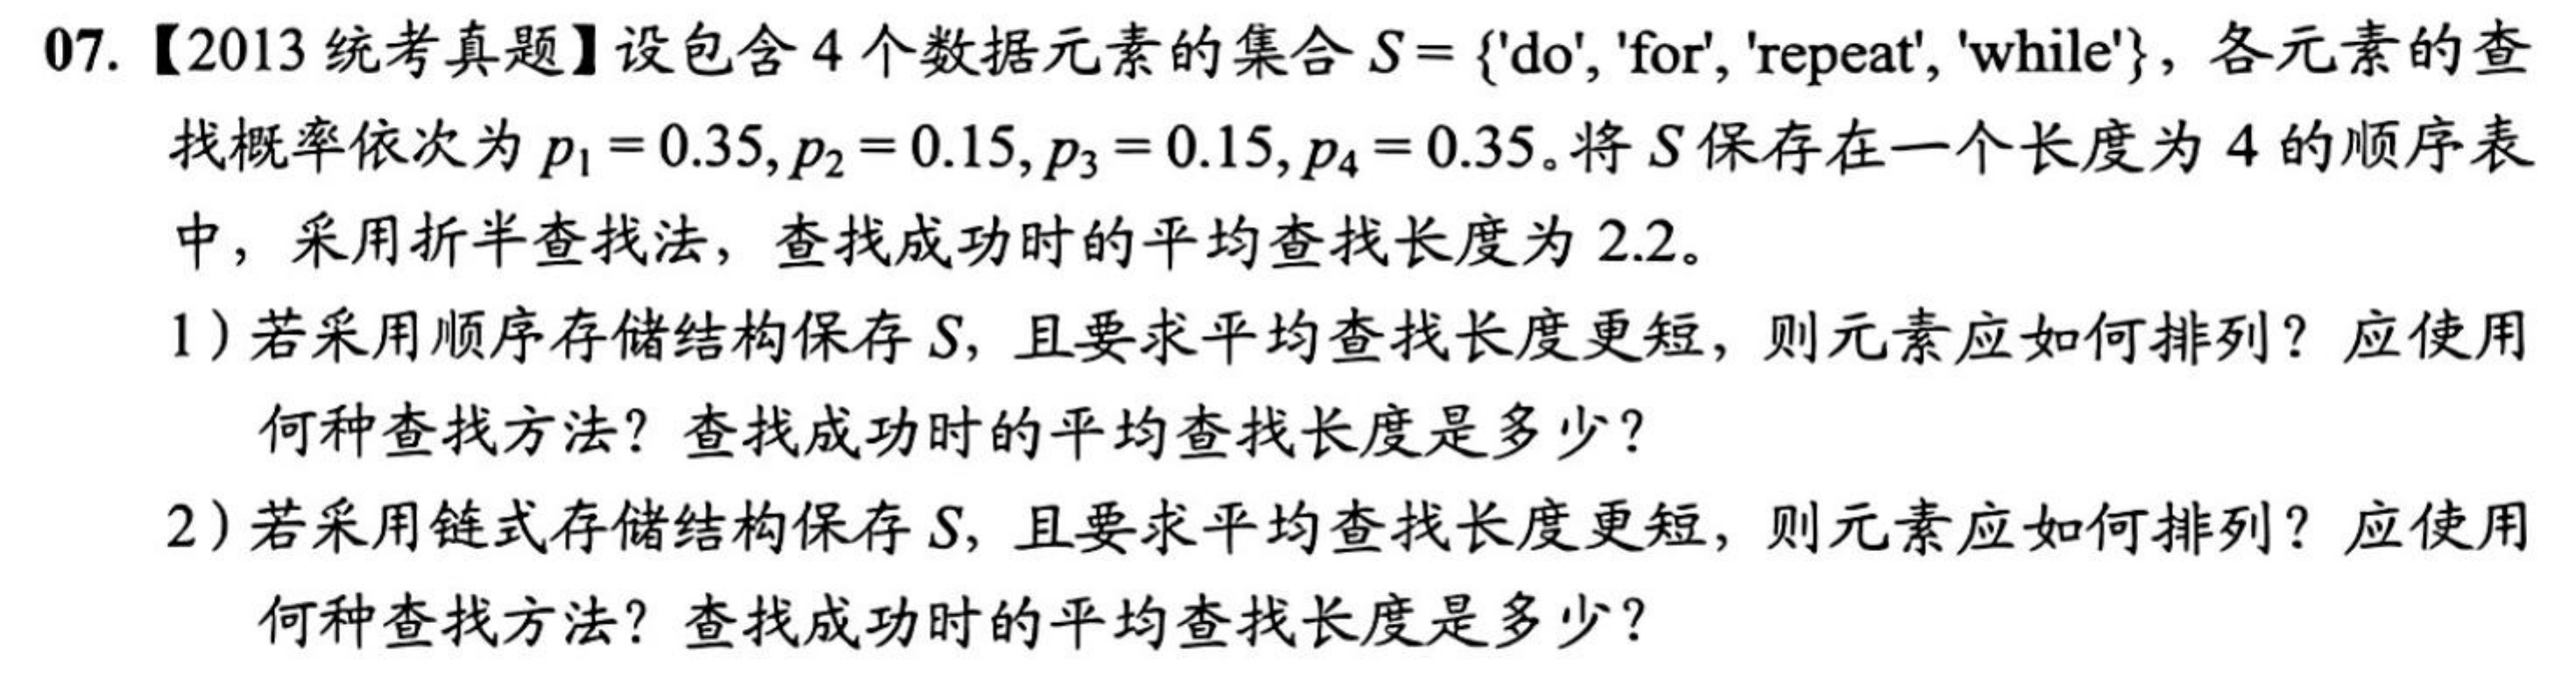 07.【2013 统考真题】设包含 4 个数据元素的集合 S = {'do', 'for', 'repeat', 'while'}，各元素的查
找概率依次为 p₁ = 0.35, p₂ = 0.15, p₃ = 0.15, p₄ = 0.35。将 S 保存在一个长度为 4 的顺序表
中，采用折半查找法，查找成功时的平均查找长度为 2.2。
1）若采用顺序存储结构保存 S，且要求平均查找长度更短，则元素应如何排列？应使用
何种查找方法？查找成功时的平均查找长度是多少？
2）若采用链式存储结构保存 S，且要求平均查找长度更短，则元素应如何排列？应使用
何种查找方法？查找成功时的平均查找长度是多少？